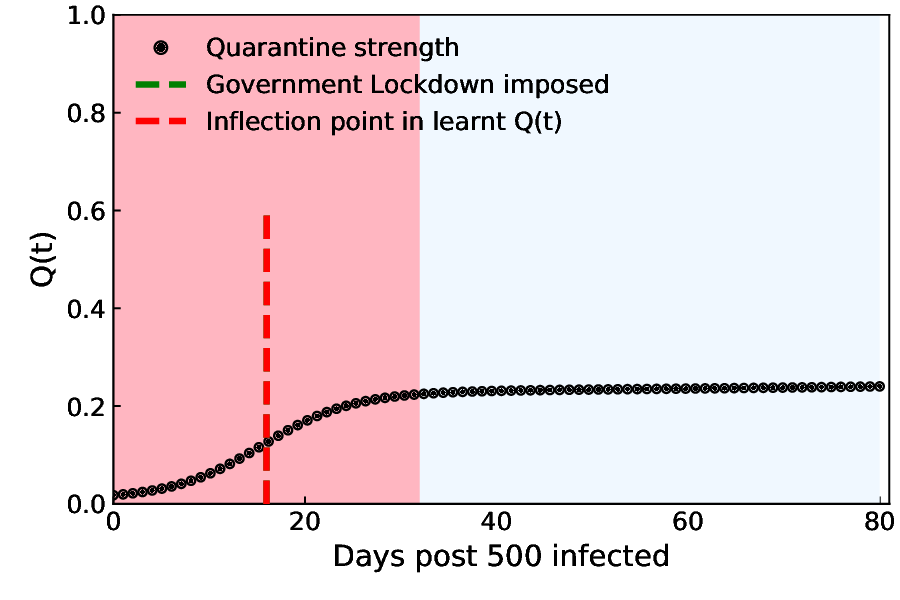 1.0
Quarantine strength
Government Lockdown imposed
0.8
Inflection point in learnt Q(t)
0.6
Q(t)
0.4
0.2
0.0
0 20 40 60 80
Days post 500 infected